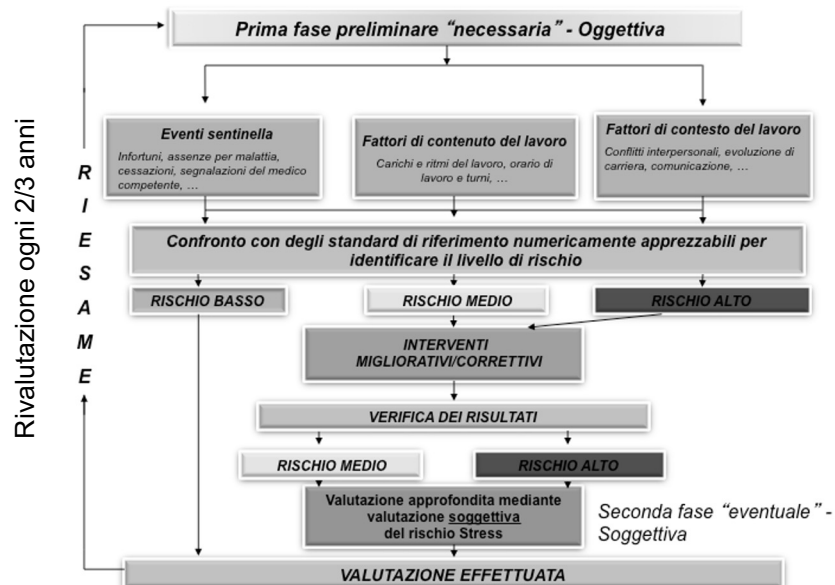 Prima fase preliminare “necessaria” - Oggettiva
Eventi sentinella
Infortuni, assenze per malattia,
cessazioni, segnalazioni del medico
competente, …
Fattori di contenuto del lavoro
Carichi e ritmi del lavoro, orario di
lavoro e turni, …
Fattori di contesto del lavoro
Conflitti interpersonali, evoluzione di
carriera, comunicazione, …
Rivalutazione ogni 2/3 anni
RIESAME
Confronto con degli standard di riferimento numericamente apprezzabili per
identificare il livello di rischio
RISCHIO BASSO
RISCHIO MEDIO
RISCHIO ALTO
INTERVENTI
MIGLIORATIVI/CORRETTIVI
VERIFICA DEI RISULTATI
RISCHIO MEDIO
RISCHIO ALTO
Valutazione approfondita mediante
valutazione soggettiva
del rischio Stress
Seconda fase “eventuale” -
Soggettiva
VALUTAZIONE EFFETTUATA